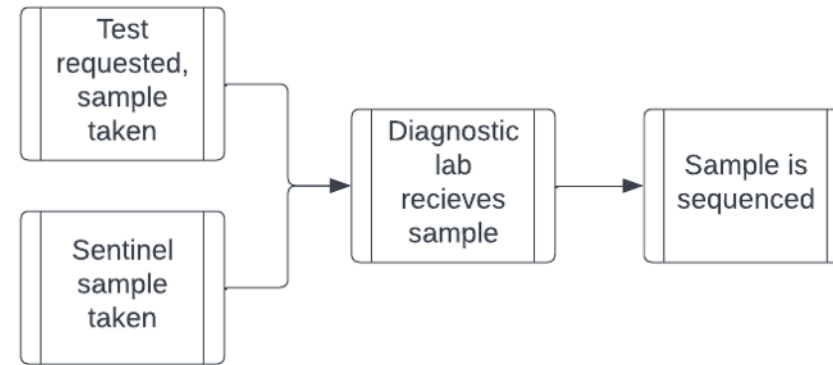 Test
requested,
sample
taken
Sentinel
sample
taken
Diagnostic
lab
recieves
sample
Sample is
sequenced